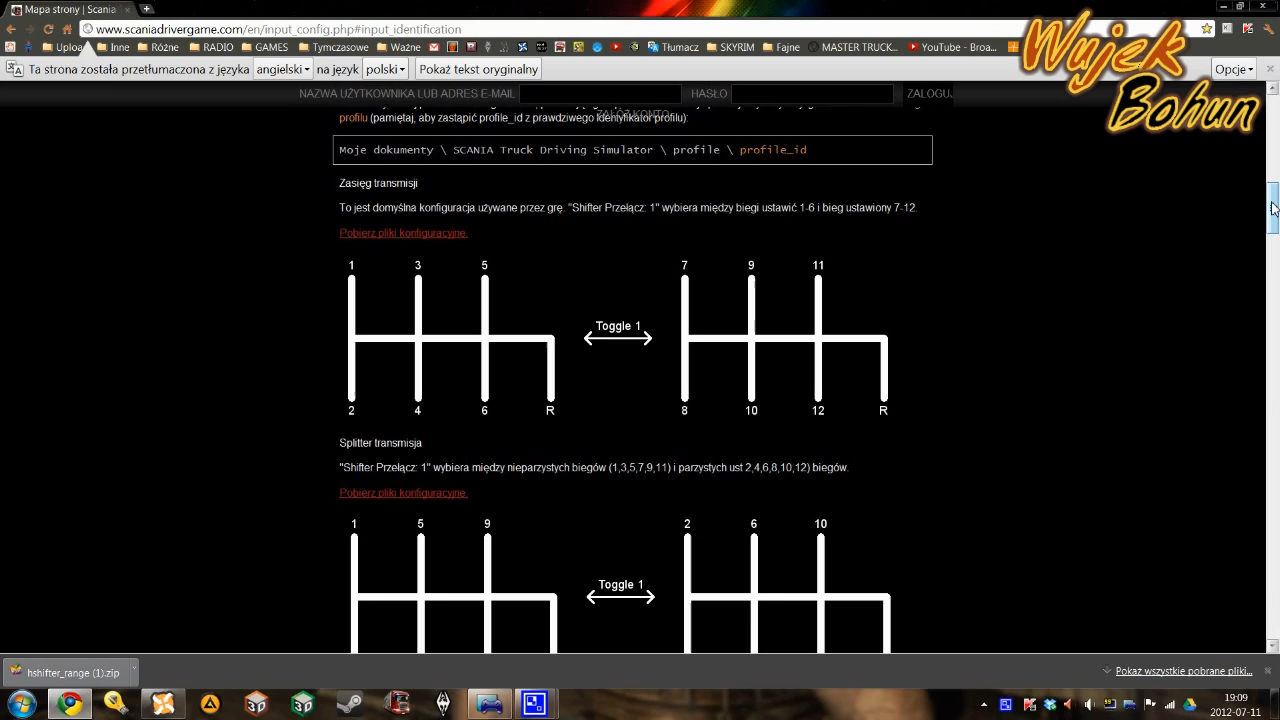 Mapa strony | Scania
www.scaniadrivergame.com/en/input_config.php#input_identification
Uploa Inne Różne RADIO GAMES Tymczasowe Ważne Tłumacz SKYRIM Fajne MASTER TRUCK... YouTube - Broa...
Ta strona została przetłumaczona z języka angielski na język polski Pokaż tekst oryginalny Opcje
Wujek
Bohun
NAZWA UŻYTKOWNIKA LUB ADRES E-MAIL HASŁO ZALOGUJ
ZAŁÓŻ KONTO
profilu (pamiętaj, aby zastąpić profile_id z prawdziwego identyfikator profilu):
Moje dokumenty \ SCANIA Truck Driving Simulator \ profile \ profile_id
Zasięg transmisji
To jest domyślna konfiguracja używane przez grę. "Shifter Przełącz: 1" wybiera między biegi ustawić 1-6 i bieg ustawiony 7-12.
Pobierz pliki konfiguracyjne.
1 3 5 7 9 11
Toggle 1
2 4 6 R 8 10 12 R
Splitter transmisja
"Shifter Przełącz: 1" wybiera między nieparzystych biegów (1,3,5,7,9,11) i parzystych ust 2,4,6,8,10,12) biegów.
Pobierz pliki konfiguracyjne.
1 5 9 2 6 10
Toggle 1
hshifter_range (1).zip
Pokaż wszystkie pobrane pliki...
19:09
2012-07-11